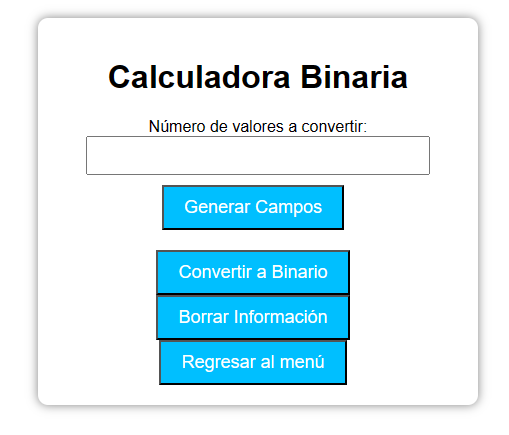 Calculadora Binaria
Número de valores a convertir:
Generar Campos
Convertir a Binario
Borrar Información
Regresar al menú